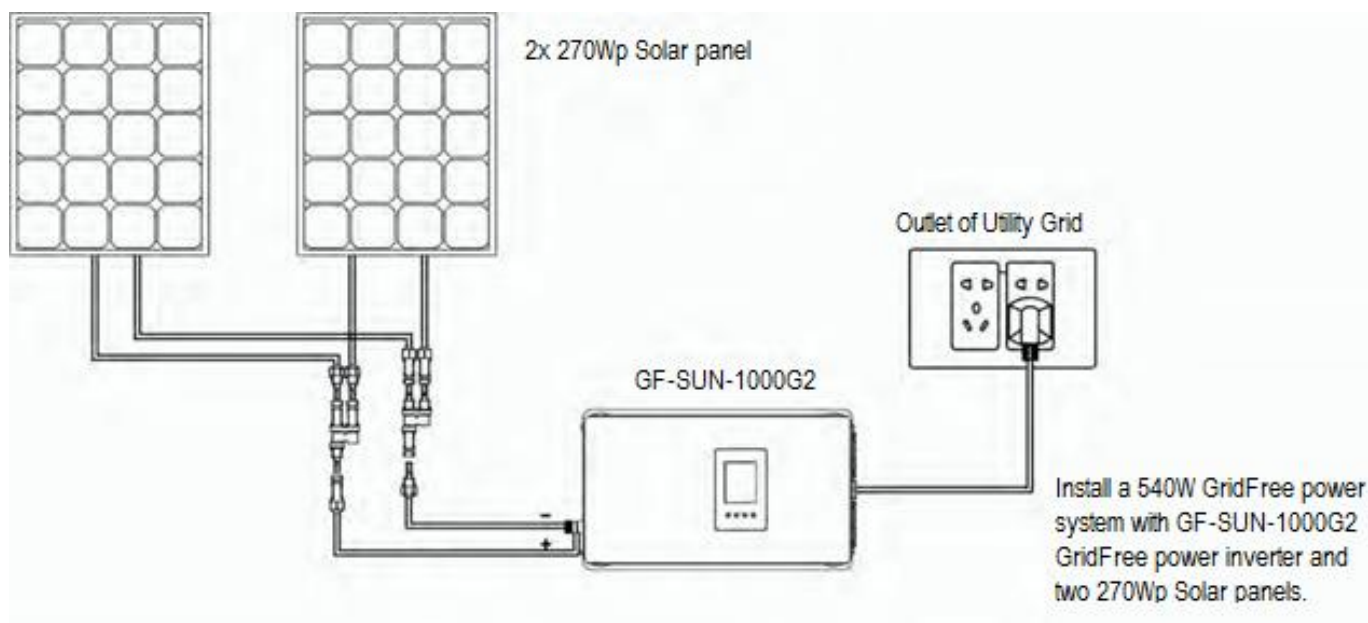 2x 270Wp Solar panel
Outlet of Utility Grid
GF-SUN-1000G2
-
+
Install a 540W GridFree power
system with GF-SUN-1000G2
GridFree power inverter and
two 270Wp Solar panels.